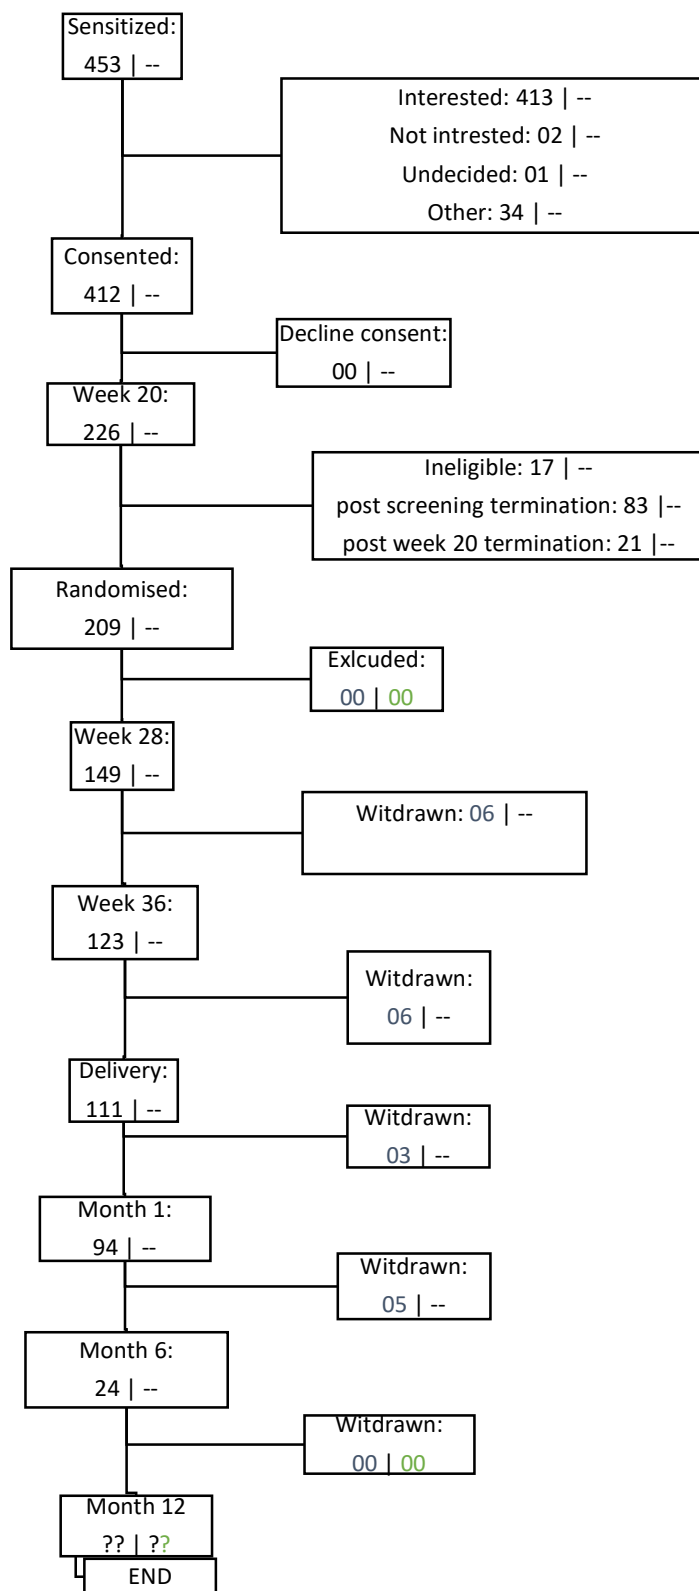 Sensitized:
453 | --
Interested: 413 | --
Not intrested: 02 | --
Undecided: 01 | --
Other: 34 | --
Consented:
412 | --
Decline consent:
00 | --
Week 20:
226 | --
Ineligible: 17 | --
post screening termination: 83 |--
post week 20 termination: 21 |--
Randomised:
209 | --
Exlcuded:
00 | 00
Week 28:
149 | --
Witdrawn: 06 | --
Week 36:
123 | --
Witdrawn:
06 | --
Delivery:
111 | --
Witdrawn:
03 | --
Month 1:
94 | --
Witdrawn:
05 | --
Month 6:
24 | --
Witdrawn:
00 | 00
Month 12
?? | ??
END